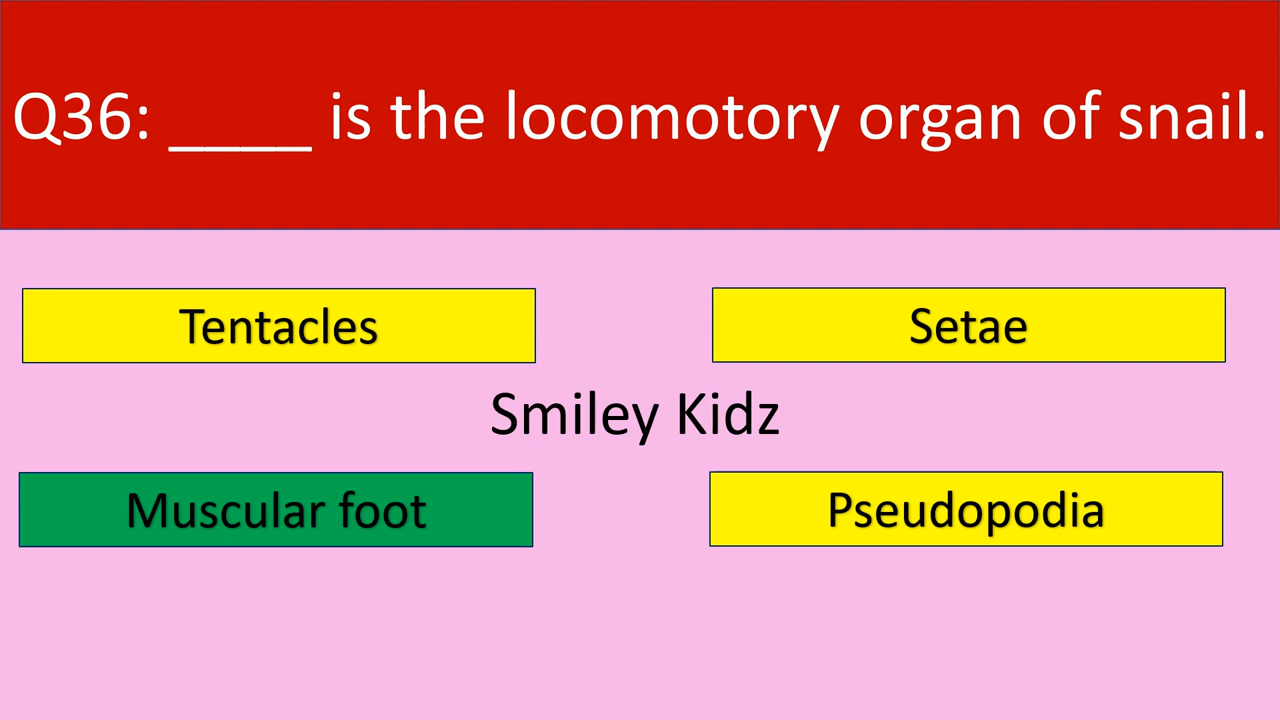 Q36: ____ is the locomotory organ of snail.
Tentacles
Setae
Smiley Kidz
Muscular foot
Pseudopodia